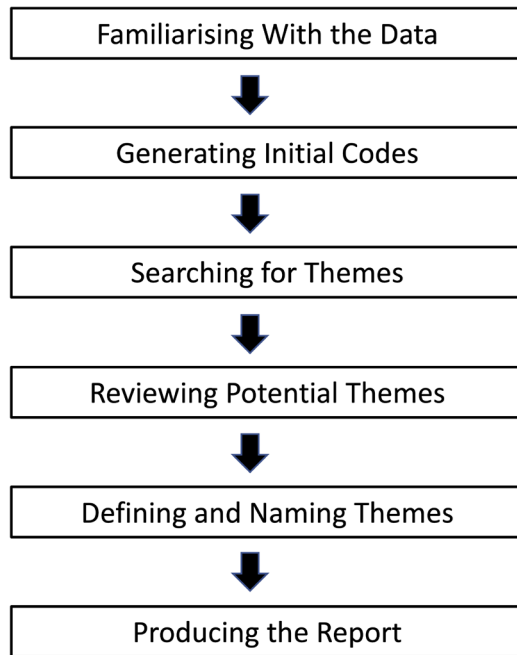 Familiarising With the Data
Generating Initial Codes
Searching for Themes
Reviewing Potential Themes
Defining and Naming Themes
Producing the Report